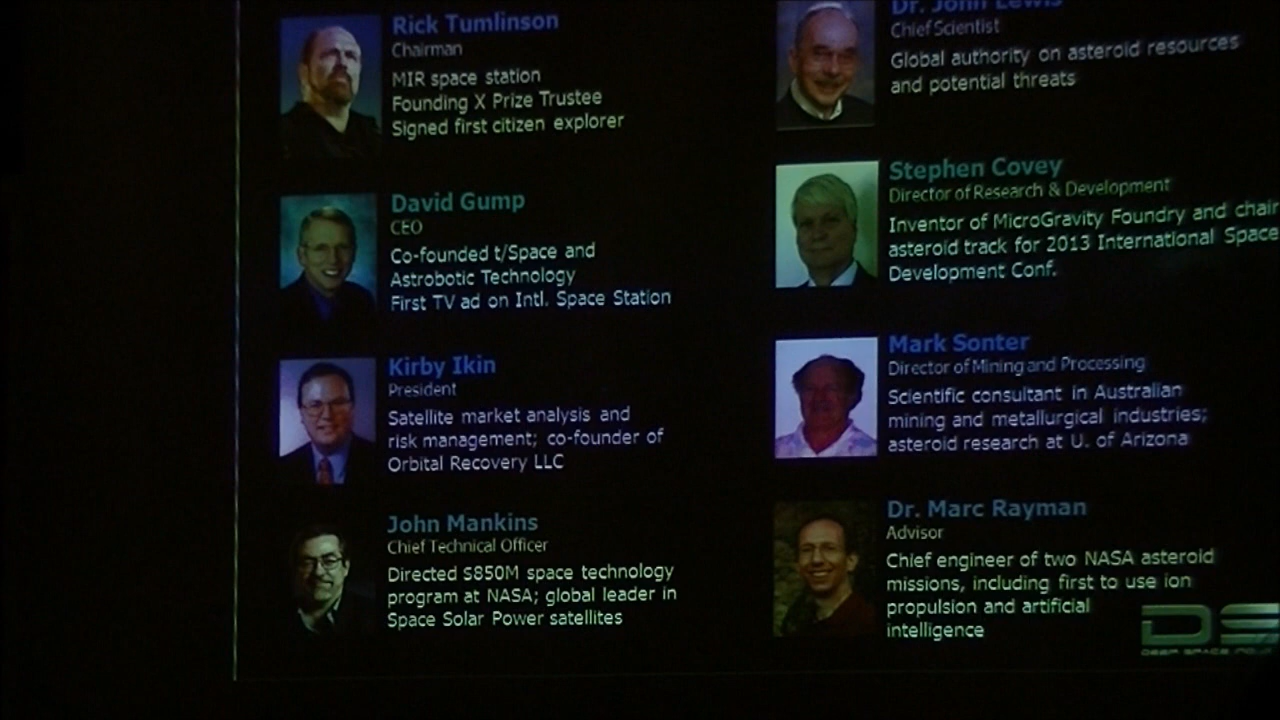 Rick Tumlinson
Chairman
MIR space station
Founding X Prize Trustee
Signed first citizen explorer
David Gump
CEO
Co-founded t/Space and
Astrobotic Technology
First TV ad on Intl. Space Station
Kirby Ikin
President
Satellite market analysis and
risk management; co-founder of
Orbital Recovery LLC
John Mankins
Chief Technical Officer
Directed $850M space technology
program at NASA; global leader in
Space Solar Power satellites
Dr. John Lewis
Chief Scientist
Global authority on asteroid resources
and potential threats
Stephen Covey
Director of Research & Development
Inventor of MicroGravity Foundry and chair
asteroid track for 2013 International Space
Development Conf.
Mark Sonter
Director of Mining and Processing
Scientific consultant in Australian
mining and metallurgical industries;
asteroid research at U. of Arizona
Dr. Marc Rayman
Advisor
Chief engineer of two NASA asteroid
missions, including first to use ion
propulsion and artificial
intelligence
DS
DEEP SPACE